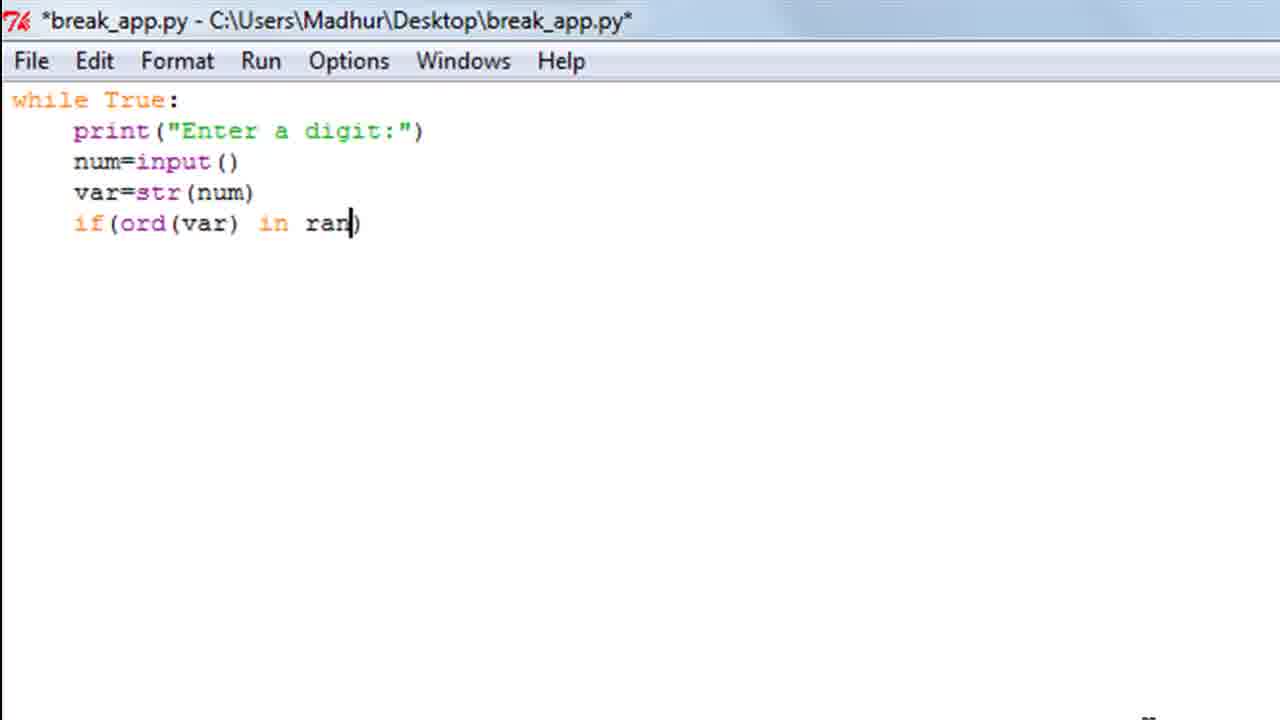 *break_app.py - C:\Users\Madhur\Desktop\break_app.py*
File Edit Format Run Options Windows Help
while True:
    print("Enter a digit:")
    num=input()
    var=str(num)
    if(ord(var) in ran)